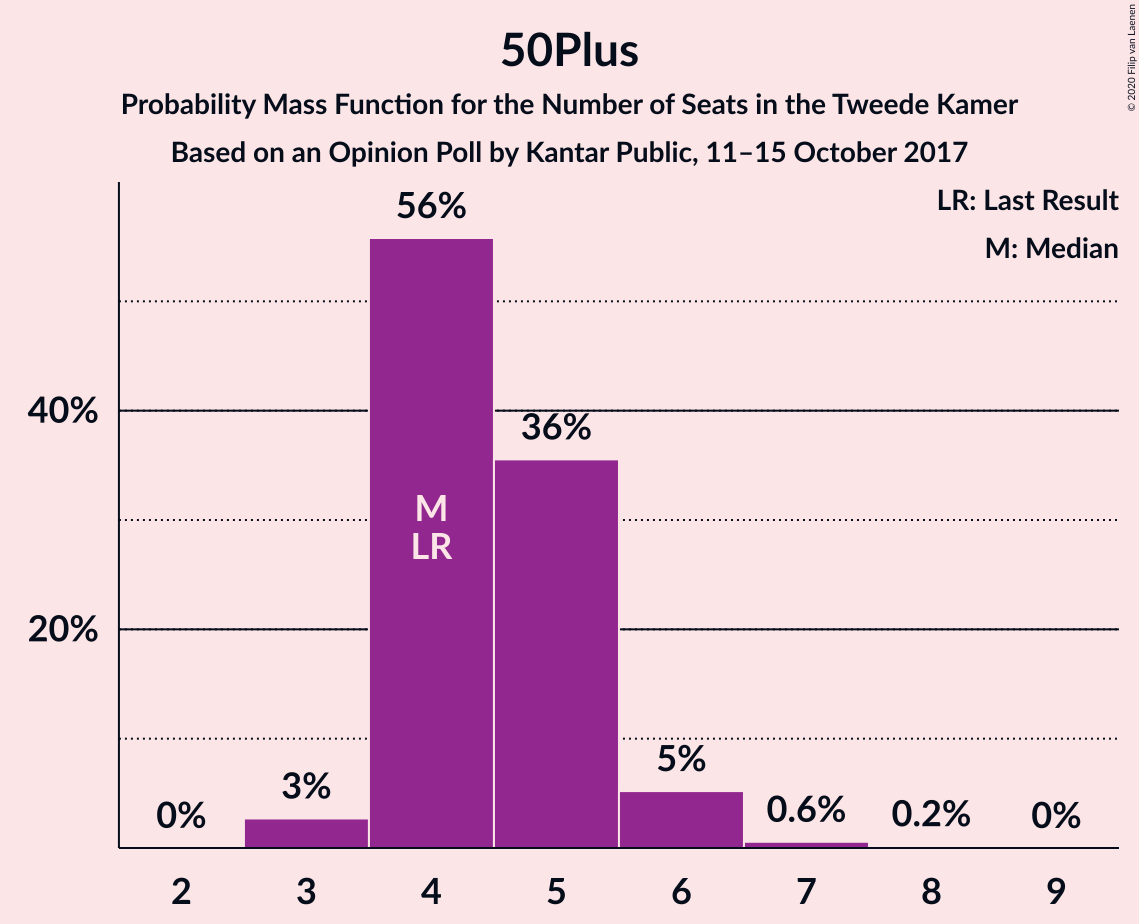 50Plus
Probability Mass Function for the Number of Seats in the Tweede Kamer
Based on an Opinion Poll by Kantar Public, 11–15 October 2017
© 2020 Filip van Laenen
LR: Last Result
M: Median
56%
40%
36%
M
LR
20%
5%
3%
0%
0.6%
0.2%
0%
2 3 4 5 6 7 8 9